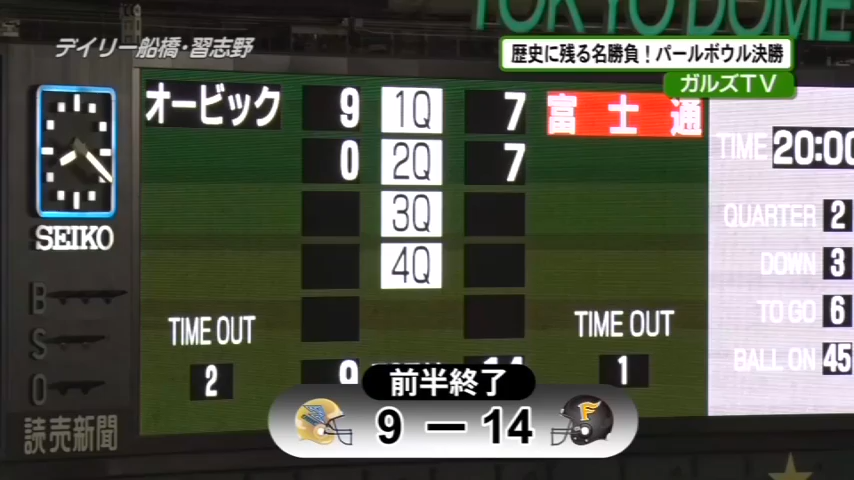 TOKYO DOME
デイリー船橋・習志野
歴史に残る名勝負！パールボウル決勝
ガルズTV
オービック 9 1Q 7 富士通
0 2Q 7
3Q
4Q
TIME 20:00
QUARTER 2
DOWN 3
TO GO 6
BALL ON 45
SEIKO
B
S
O
読売新聞
TIME OUT
2
TIME OUT
1
9 14
前半終了
9 ー 14
F